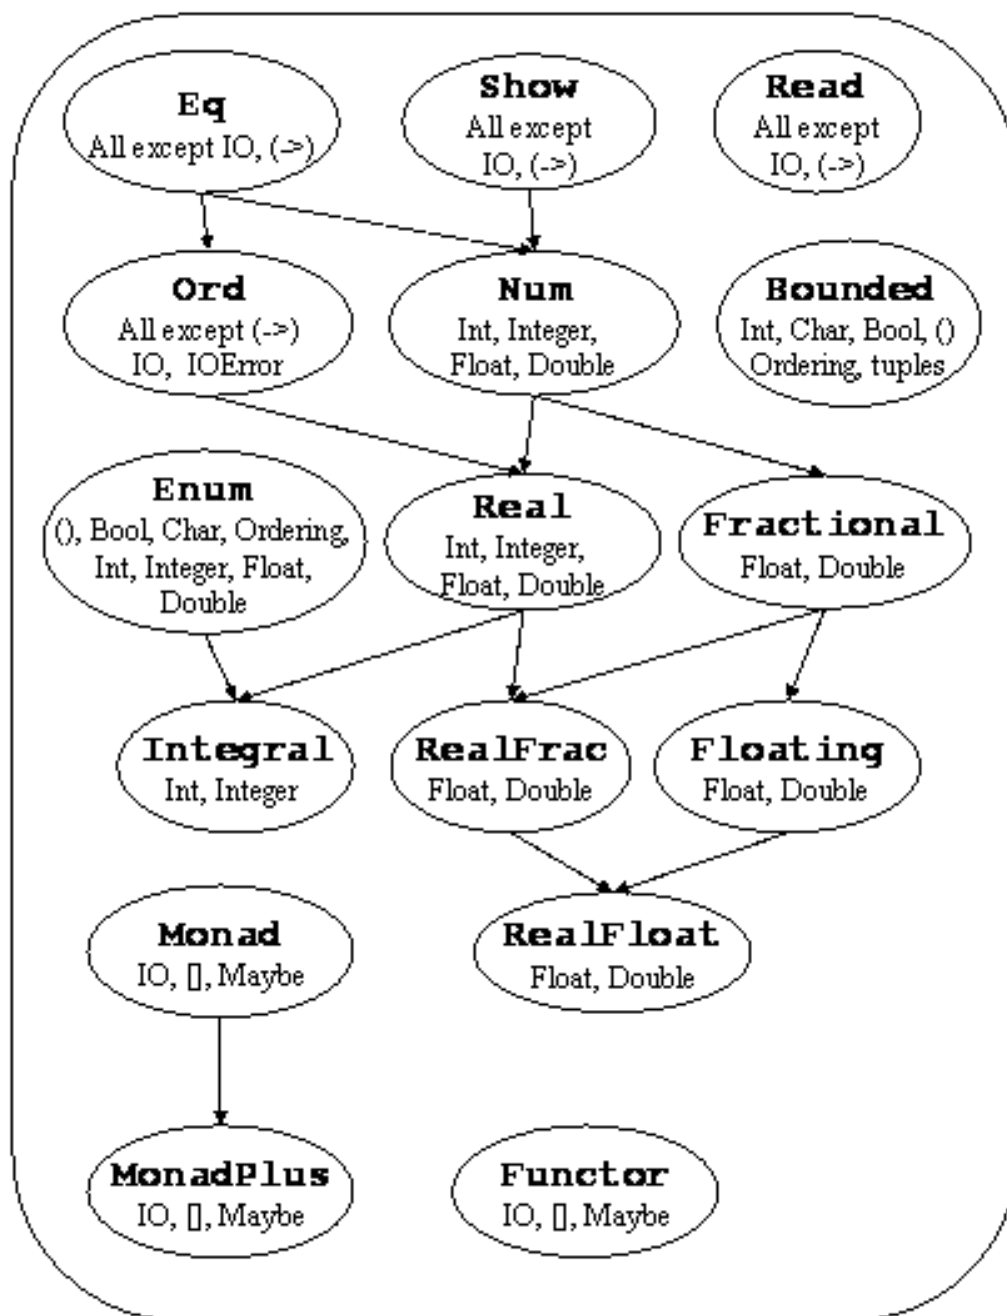 Eq
All except IO, (->)
Show
All except
IO, (->)
Read
All except
IO, (->)
Ord
All except (->)
IO, IOError
Num
Int, Integer,
Float, Double
Bounded
Int, Char, Bool, ()
Ordering, tuples
Enum
(), Bool, Char, Ordering,
Int, Integer, Float,
Double
Real
Int, Integer,
Float, Double
Fractional
Float, Double
Integral
Int, Integer
RealFrac
Float, Double
Floating
Float, Double
Monad
IO, [], Maybe
RealFloat
Float, Double
MonadPlus
IO, [], Maybe
Functor
IO, [], Maybe